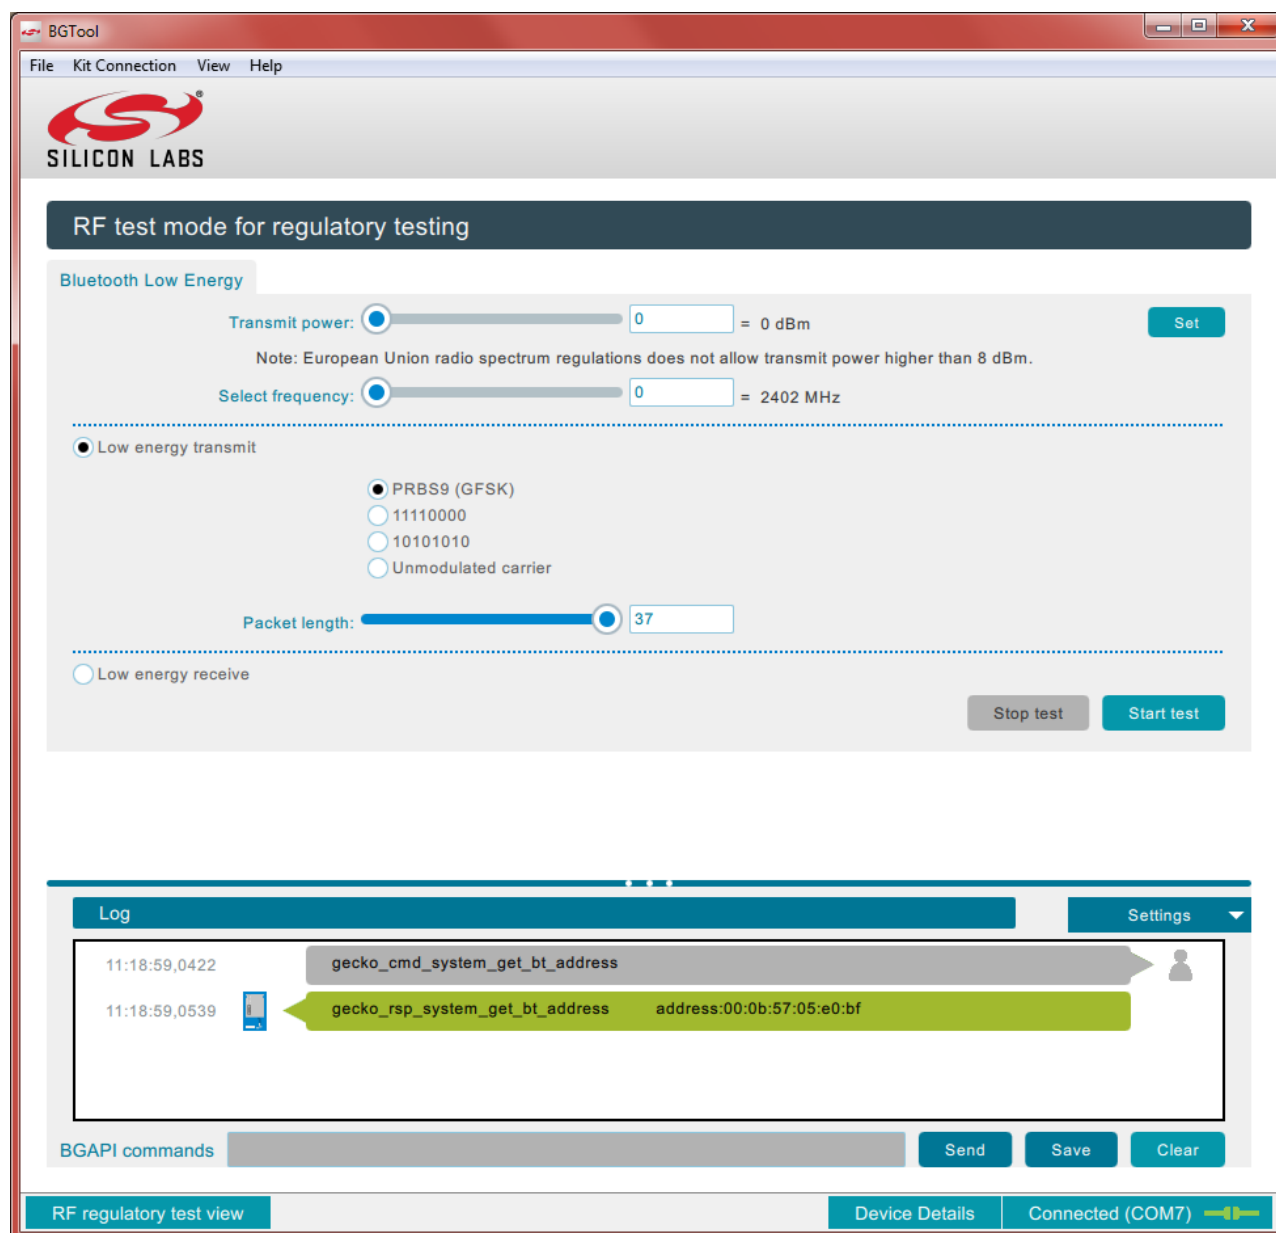 BGTool
File Kit Connection View Help
SILICON LABS®
RF test mode for regulatory testing
Bluetooth Low Energy
Transmit power: 0 = 0 dBm Set
Note: European Union radio spectrum regulations does not allow transmit power higher than 8 dBm.
Select frequency: 0 = 2402 MHz
Low energy transmit
PRBS9 (GFSK)
11110000
10101010
Unmodulated carrier
Packet length: 37
Low energy receive
Stop test Start test
Log Settings
11:18:59,0422 gecko_cmd_system_get_bt_address
11:18:59,0539 gecko_rsp_system_get_bt_address address:00:0b:57:05:e0:bf
BGAPI commands Send Save Clear
RF regulatory test view Device Details Connected (COM7)